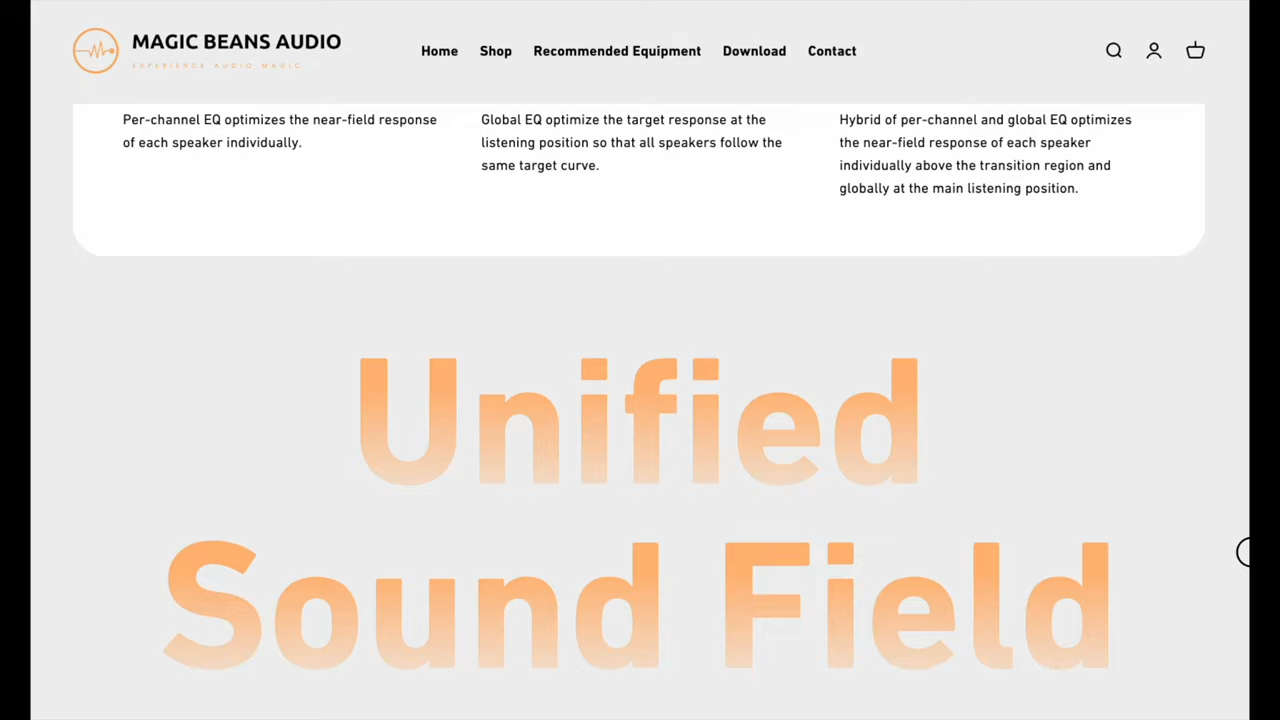 MAGIC BEANS AUDIO
EXPERIENCE AUDIO MAGIC
Home Shop Recommended Equipment Download Contact
Per-channel EQ optimizes the near-field response
of each speaker individually.
Global EQ optimize the target response at the
listening position so that all speakers follow the
same target curve.
Hybrid of per-channel and global EQ optimizes
the near-field response of each speaker
individually above the transition region and
globally at the main listening position.
Unified
Sound Field